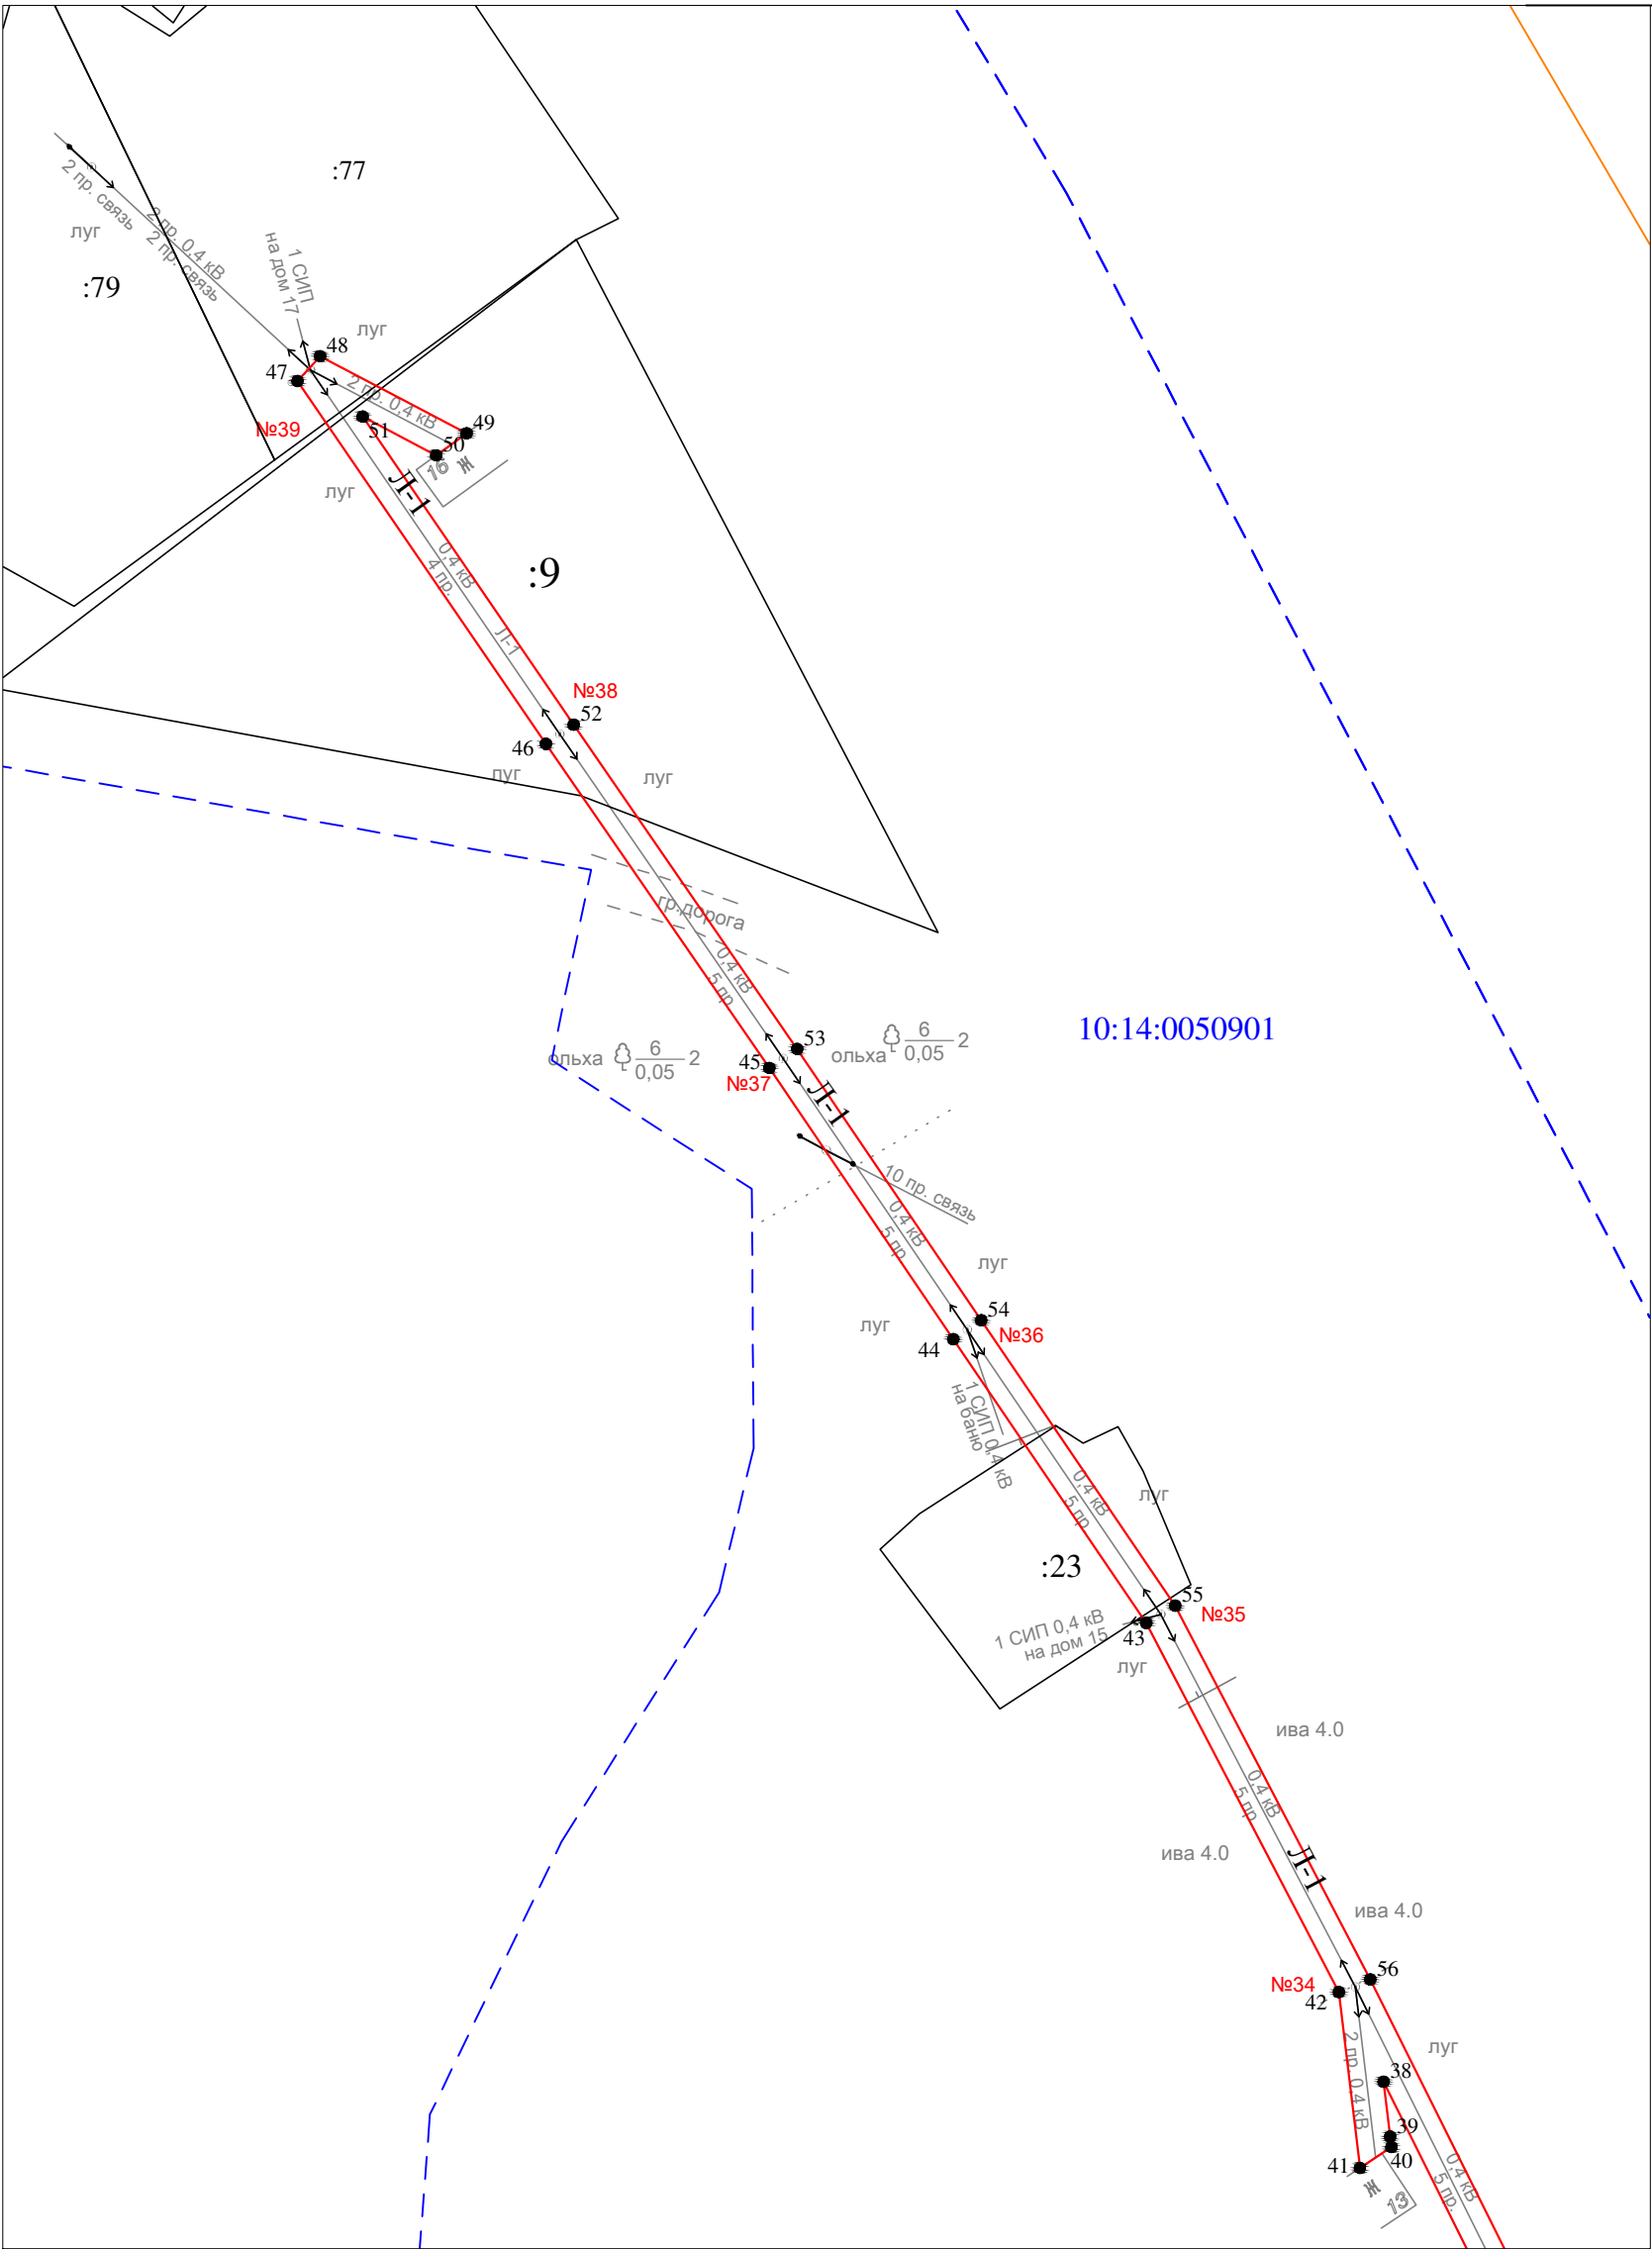 :77
2 пр. связь
луг
:79
2 пр. 0,4 кВ
2 пр. связь
1 СИП
на дом 17
луг
48
47
2 пр. 0,4 кВ
49
№39
51
50
16
Ж
луг
Л-1
0,4 кВ
4 пр.
:9
Л-1
№38
52
46
луг
луг
гр.дорога
0,4 кВ
5 пр.
10:14:0050901
ольха 6 2
0,05
53
ольха 6 2
0,05
45
№37
Л-1
10 пр. связь
0,4 кВ
5 пр.
луг
54
№36
луг
44
1 СИП 0,4 кВ
на баню
0,4 кВ
5 пр.
луг
:23
55
№35
1 СИП 0,4 кВ
на дом 15
43
луг
ива 4.0
0,4 кВ
5 пр.
ива 4.0
Л-1
ива 4.0
56
№34
42
луг
2 пр. 0,4 кВ
38
39
40
41
Ж
13
0,4 кВ
5 пр.